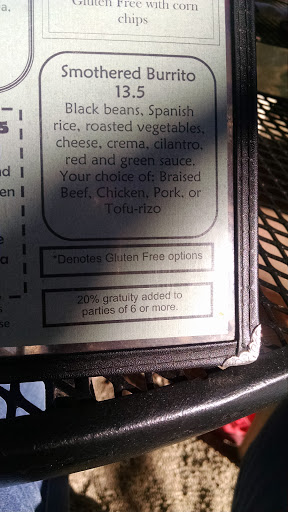 a,
Gluten Free with corn
chips
Smothered Burrito
13.5
Black beans, Spanish
rice, roasted vegetables,
cheese, crema, cilantro,
red and green sauce.
Your choice of: Braised
Beef, Chicken, Pork, or
Tofu-rizo
*Denotes Gluten Free options
20% gratuity added to
parties of 6 or more.